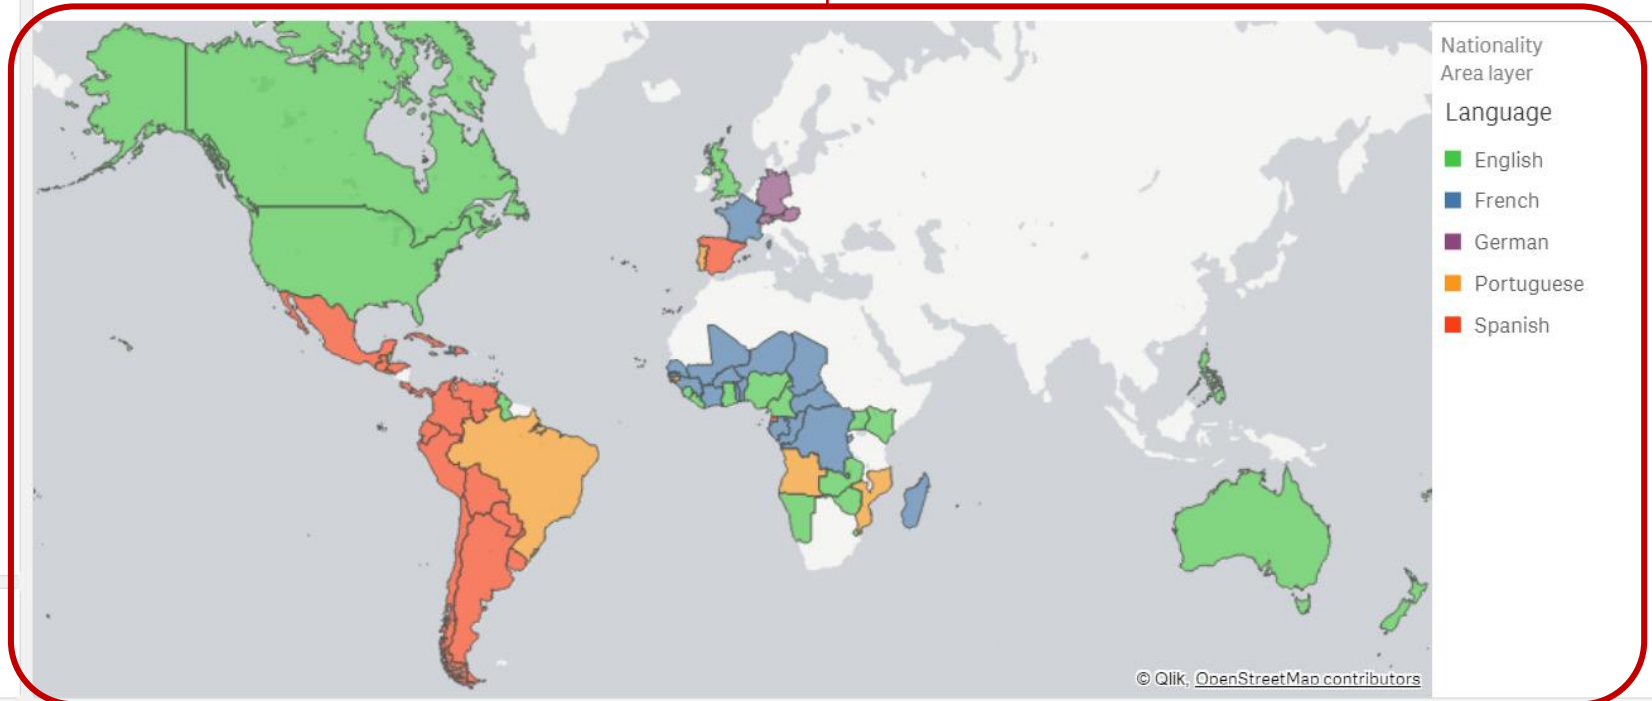 Nationality
Area layer
Language
English
French
German
Portuguese
Spanish
© Qlik, OpenStreetMap contributors